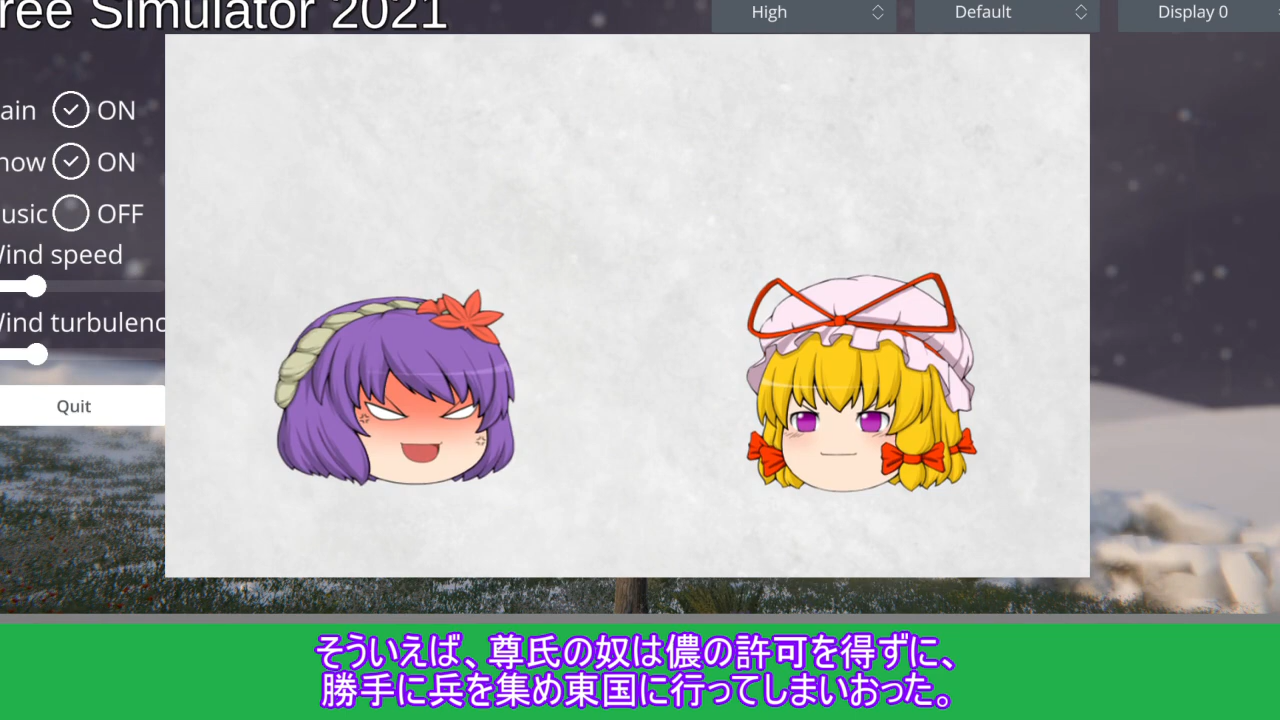 ree Simulator 2021
High
Default
Display 0
ain ON
now ON
usic OFF
Vind speed
Vind turbulenc
Quit
そういえば、尊氏の奴は儂の許可を得ずに、
勝手に兵を集め東国に行ってしまいおった。